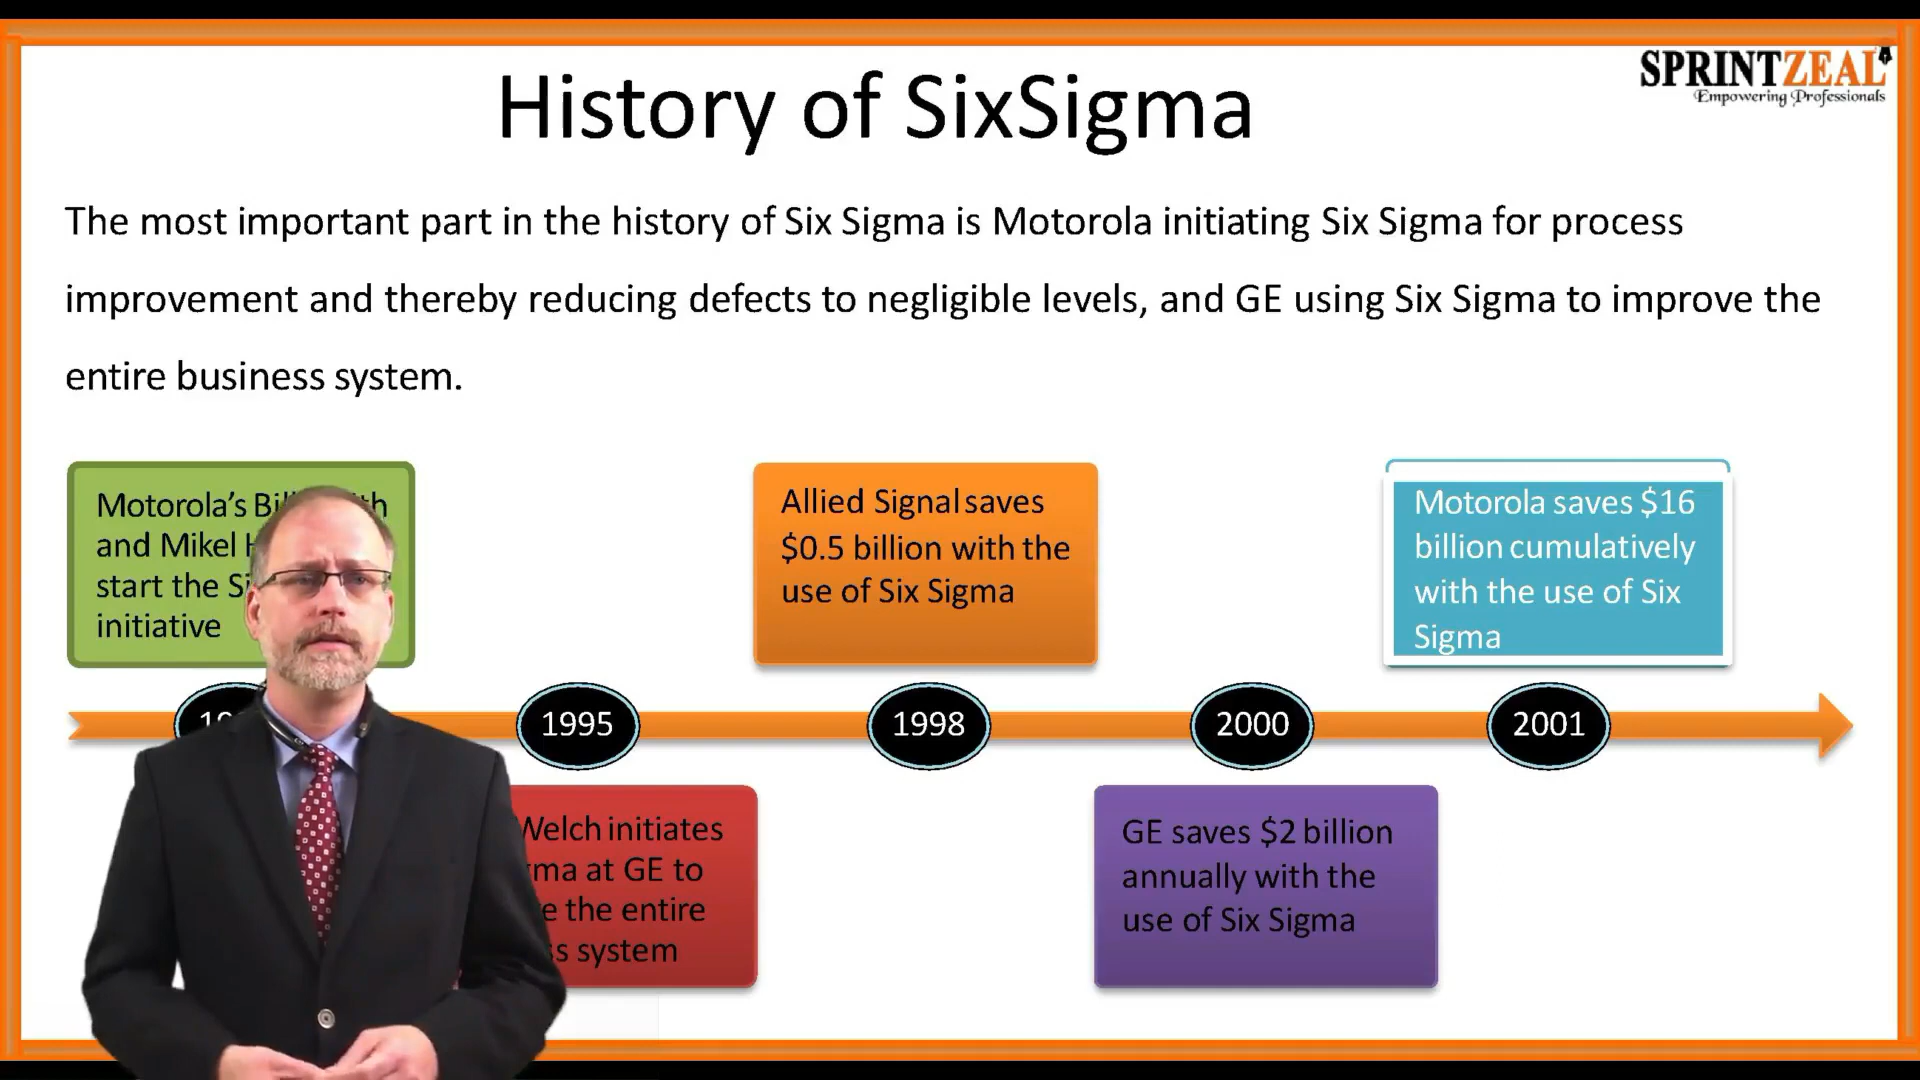 SPRINTZEAL
Empowering Professionals
History of SixSigma
The most important part in the history of Six Sigma is Motorola initiating Six Sigma for process
improvement and thereby reducing defects to negligible levels, and GE using Six Sigma to improve the
entire business system.
Motorola's
and Mikel
start the
initiative
Allied Signal saves
$0.5 billion with the
use of Six Sigma
Motorola saves $16
billion cumulatively
with the use of Six
Sigma
1995
1998
2000
2001
Welch initiates
at GE to
the entire
system
GE saves $2 billion
annually with the
use of Six Sigma